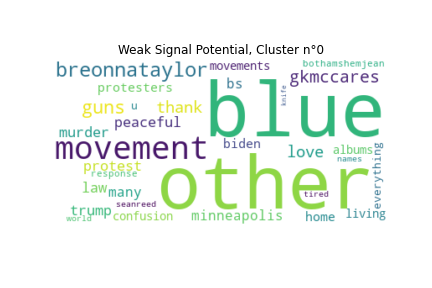 Weak Signal Potential, Cluster n°0
breonnataylor
movements
bothamshemjean
gkmccares
protesters
bs
blue
knife
guns
u
thank
peaceful
murder
movement
biden
love
albums
names
everything
protest
response
other
law
many
tired
trump
seanreed
world
confusion
minneapolis
home
living